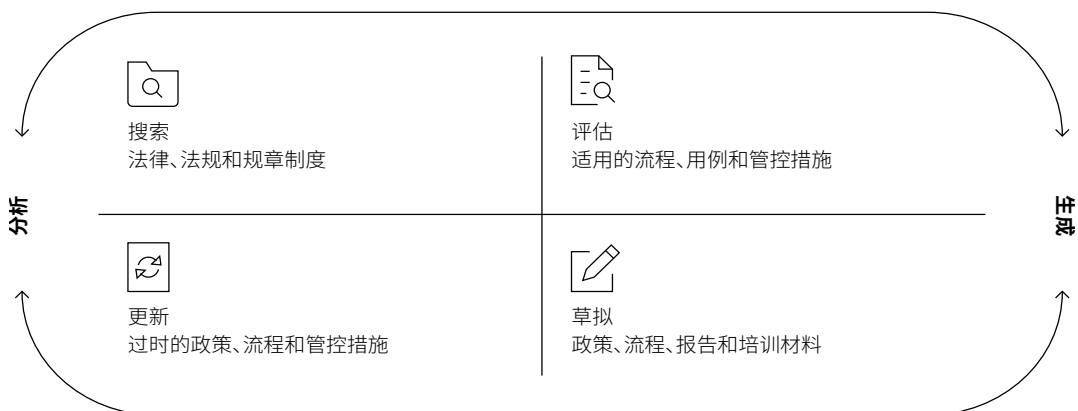 搜索
法律、法规和规章制度
评估
适用的流程、用例和管控措施
分析
生成
更新
过时的政策、流程和管控措施
草拟
政策、流程、报告和培训材料